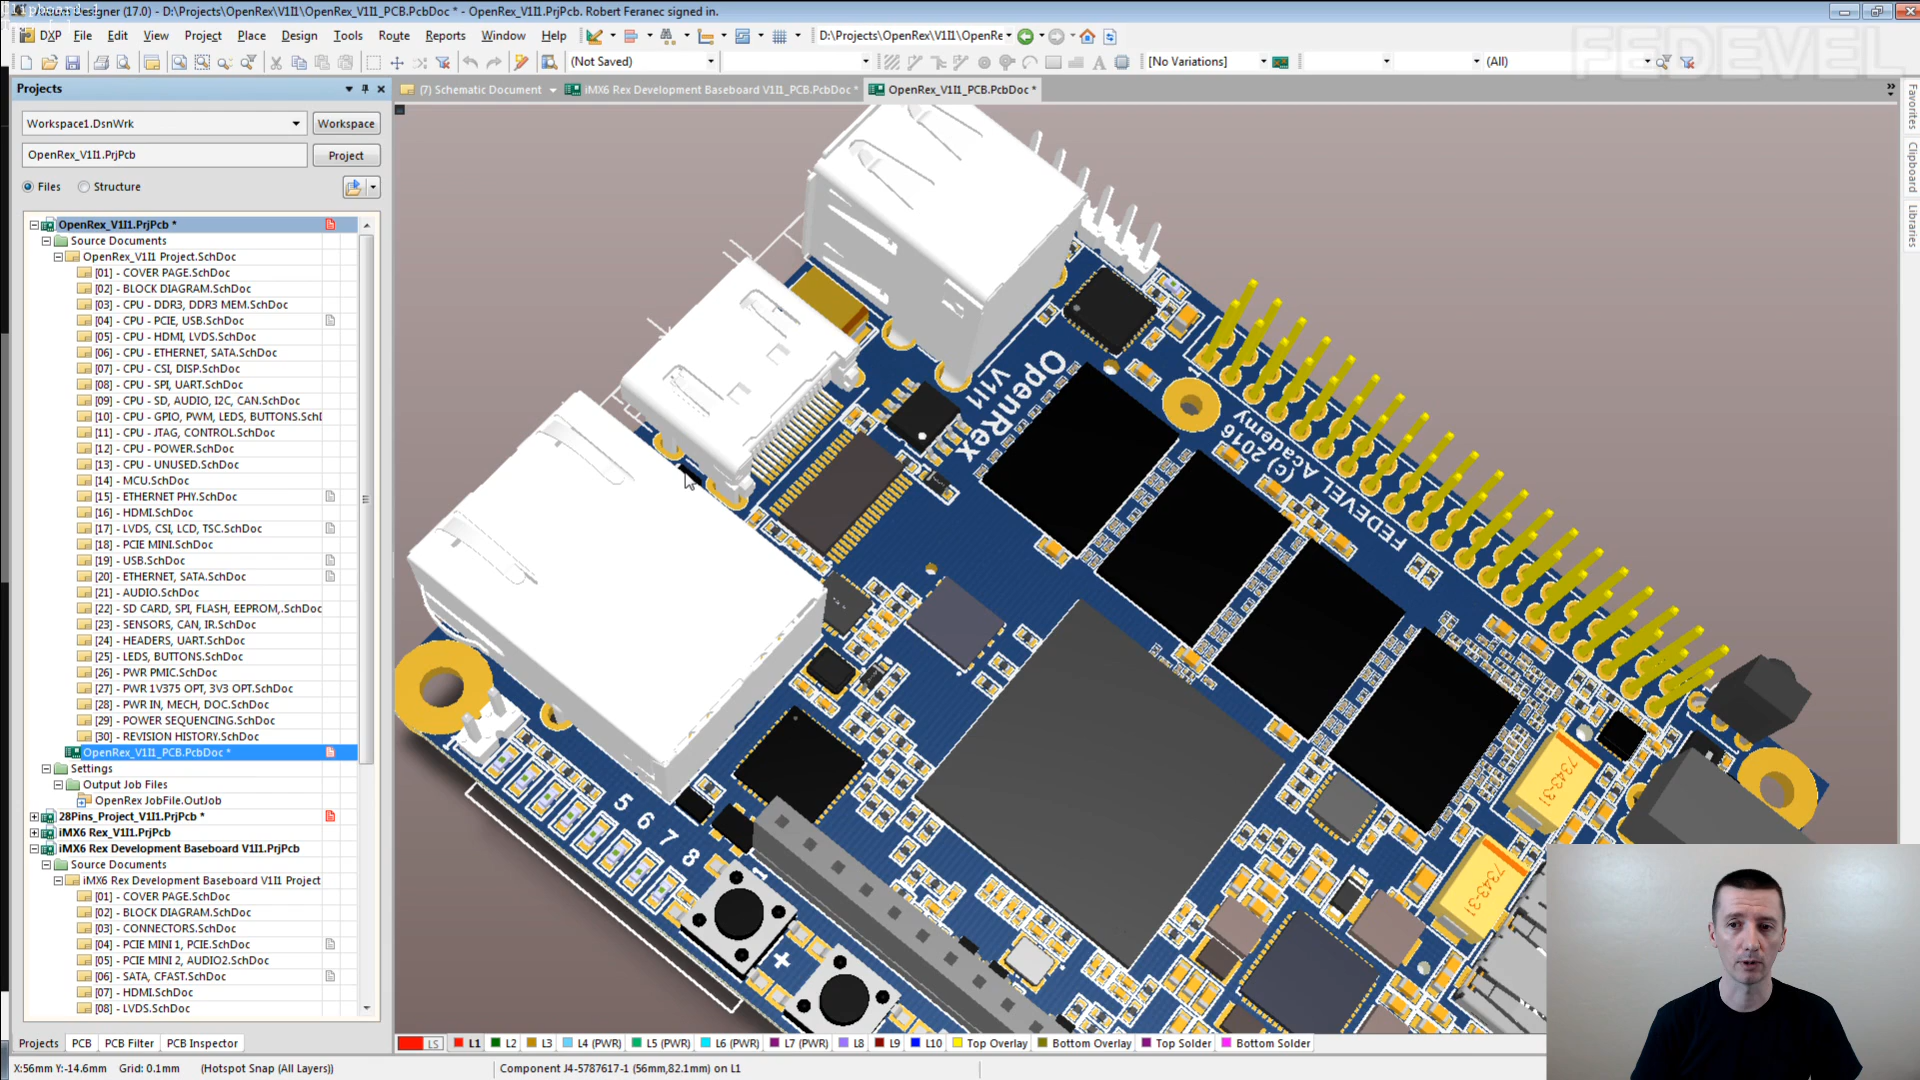 Designer (17.0) - D:\Projects\OpenRex\V1I1\OpenRex_V1I1_PCB.PcbDoc * - OpenRex_V1I1.PrjPcb. Robert Feranec signed in.
DXP File Edit View Project Place Design Tools Route Reports Window Help D:\Projects\OpenRex\V1I1\OpenRe
FEDEVEL
(Not Saved) [No Variations] (All)
Projects
(7) Schematic Document iMX6 Rex Development Baseboard V1I1_PCB.PcbDoc * OpenRex_V1I1_PCB.PcbDoc *
Workspace1.DsnWrk Workspace
OpenRex_V1I1.PrjPcb Project
Files Structure
OpenRex_V1I1.PrjPcb *
Source Documents
OpenRex_V1I1 Project.SchDoc
[01] - COVER PAGE.SchDoc
[02] - BLOCK DIAGRAM.SchDoc
[03] - CPU - DDR3, DDR3 MEM.SchDoc
[04] - CPU - PCIE, USB.SchDoc
[05] - CPU - HDMI, LVDS.SchDoc
[06] - CPU - ETHERNET, SATA.SchDoc
[07] - CPU - CSI, DISP.SchDoc
[08] - CPU - SPI, UART.SchDoc
[09] - CPU - SD, AUDIO, I2C, CAN.SchDoc
[10] - CPU - GPIO, PWM, LEDS, BUTTONS.SchD
[11] - CPU - JTAG, CONTROL.SchDoc
[12] - CPU - POWER.SchDoc
[13] - CPU - UNUSED.SchDoc
[14] - MCU.SchDoc
[15] - ETHERNET PHY.SchDoc
[16] - HDMI.SchDoc
[17] - LVDS, CSI, LCD, TSC.SchDoc
[18] - PCIE MINI.SchDoc
[19] - USB.SchDoc
[20] - ETHERNET, SATA.SchDoc
[21] - AUDIO.SchDoc
[22] - SD CARD, SPI, FLASH, EEPROM,.SchDoc
[23] - SENSORS, CAN, IR.SchDoc
[24] - HEADERS, UART.SchDoc
[25] - LEDS, BUTTONS.SchDoc
[26] - PWR PMIC.SchDoc
[27] - PWR 1V375 OPT, 3V3 OPT.SchDoc
[28] - PWR IN, MECH, DOC.SchDoc
[29] - POWER SEQUENCING.SchDoc
[30] - REVISION HISTORY.SchDoc
OpenRex_V1I1_PCB.PcbDoc *
Settings
Output Job Files
OpenRex JobFile.OutJob
28Pins_Project_V1I1.PrjPcb *
iMX6 Rex_V1I1.PrjPcb
iMX6 Rex Development Baseboard V1I1.PrjPcb
Source Documents
iMX6 Rex Development Baseboard V1I1 Project
[01] - COVER PAGE.SchDoc
[02] - BLOCK DIAGRAM.SchDoc
[03] - CONNECTORS.SchDoc
[04] - PCIE MINI 1, PCIE.SchDoc
[05] - PCIE MINI 2, AUDIO2.SchDoc
[06] - SATA, CFAST.SchDoc
[07] - HDMI.SchDoc
[08] - LVDS.SchDoc
Projects PCB PCB Filter PCB Inspector
Favorites
Clipboard
Libraries
OpenRex
V1I1
(c) 2016
FEDEVEL Academy
7343-31
7343-31
5
6
7
8
+
LS L1 L2 L3 L4 (PWR) L5 (PWR) L6 (PWR) L7 (PWR) L8 L9 L10 Top Overlay Bottom Overlay Top Solder Bottom Solder
X:56mm Y:-14.6mm Grid: 0.1mm (Hotspot Snap (All Layers)) Component J4-5787617-1 (56mm,82.1mm) on L1